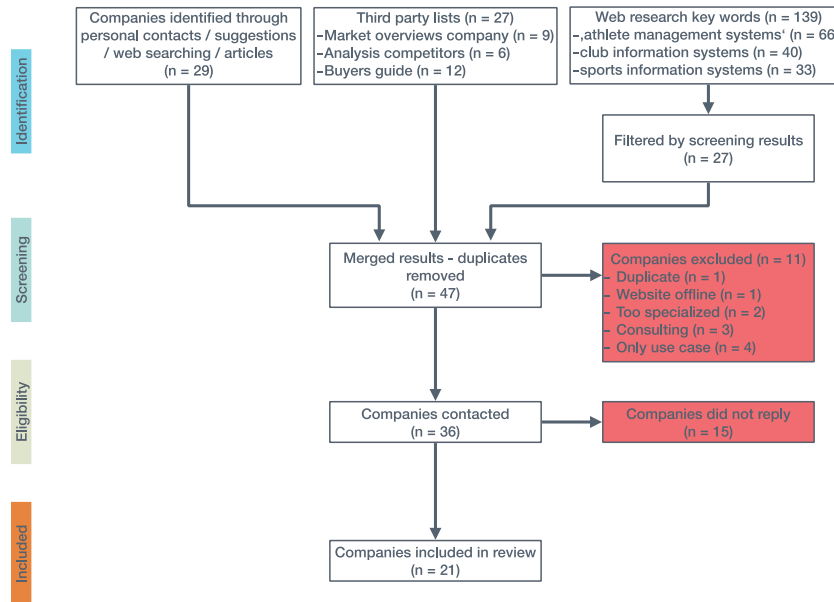 Identification
Companies identified through
personal contacts / suggestions
/ web searching / articles
(n = 29)
Third party lists (n = 27)
-Market overviews company (n = 9)
-Analysis competitors (n = 6)
-Buyers guide (n = 12)
Web research key words (n = 139)
-‚athlete management systems‘ (n = 66
-club information systems (n = 40)
-sports information systems (n = 33)
Filtered by screening results
(n = 27)
Screening
Merged results - duplicates
removed
(n = 47)
Companies excluded (n = 11)
- Duplicate (n = 1)
- Website offline (n = 1)
- Too specialized (n = 2)
- Consulting (n = 3)
- Only use case (n = 4)
Eligibility
Companies contacted
(n = 36)
Companies did not reply
(n = 15)
Included
Companies included in review
(n = 21)